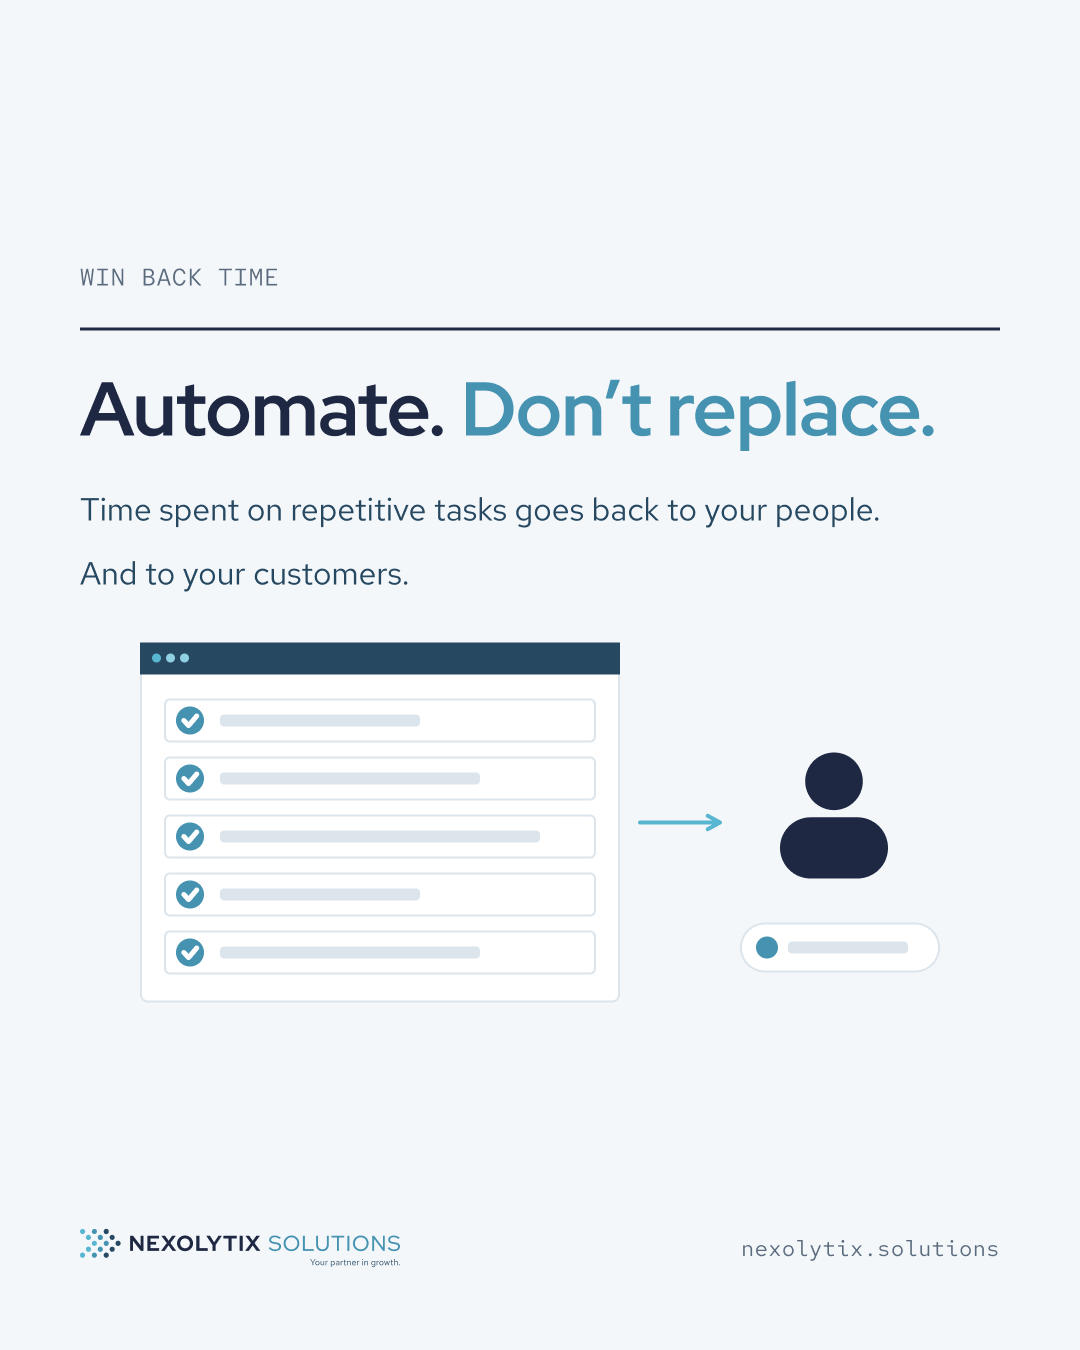 WIN BACK TIME
Automate. Don’t replace.
Time spent on repetitive tasks goes back to your people.
And to your customers.
NEXOLYTIX SOLUTIONS
Your partner in growth.
nexolytix.solutions